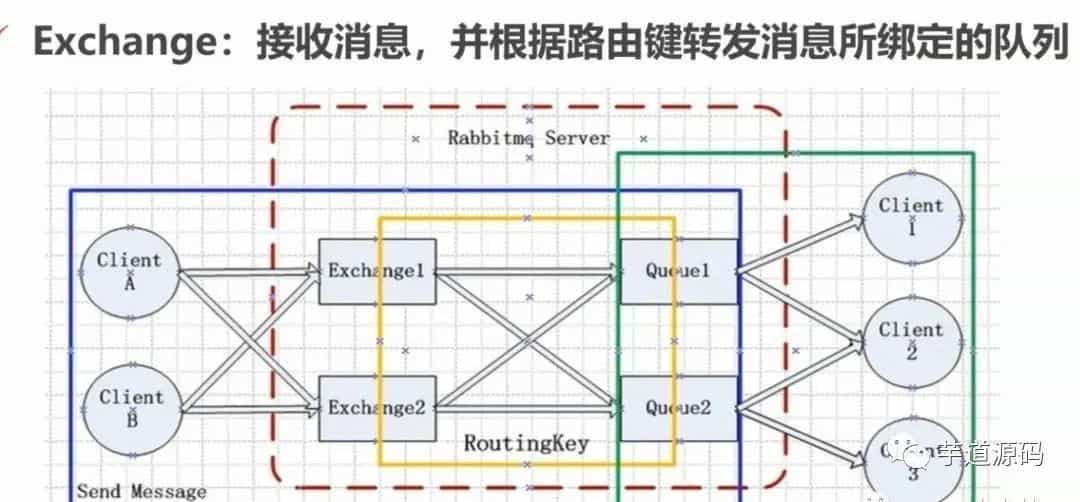 Exchange：接收消息，并根据路由键转发消息所绑定的队列
Rabbitmq Server
Client
A
Client
B
Exchange1
Exchange2
RoutingKey
Queue1
Queue2
Client
1
Client
2
3
Send Message
芋道源码